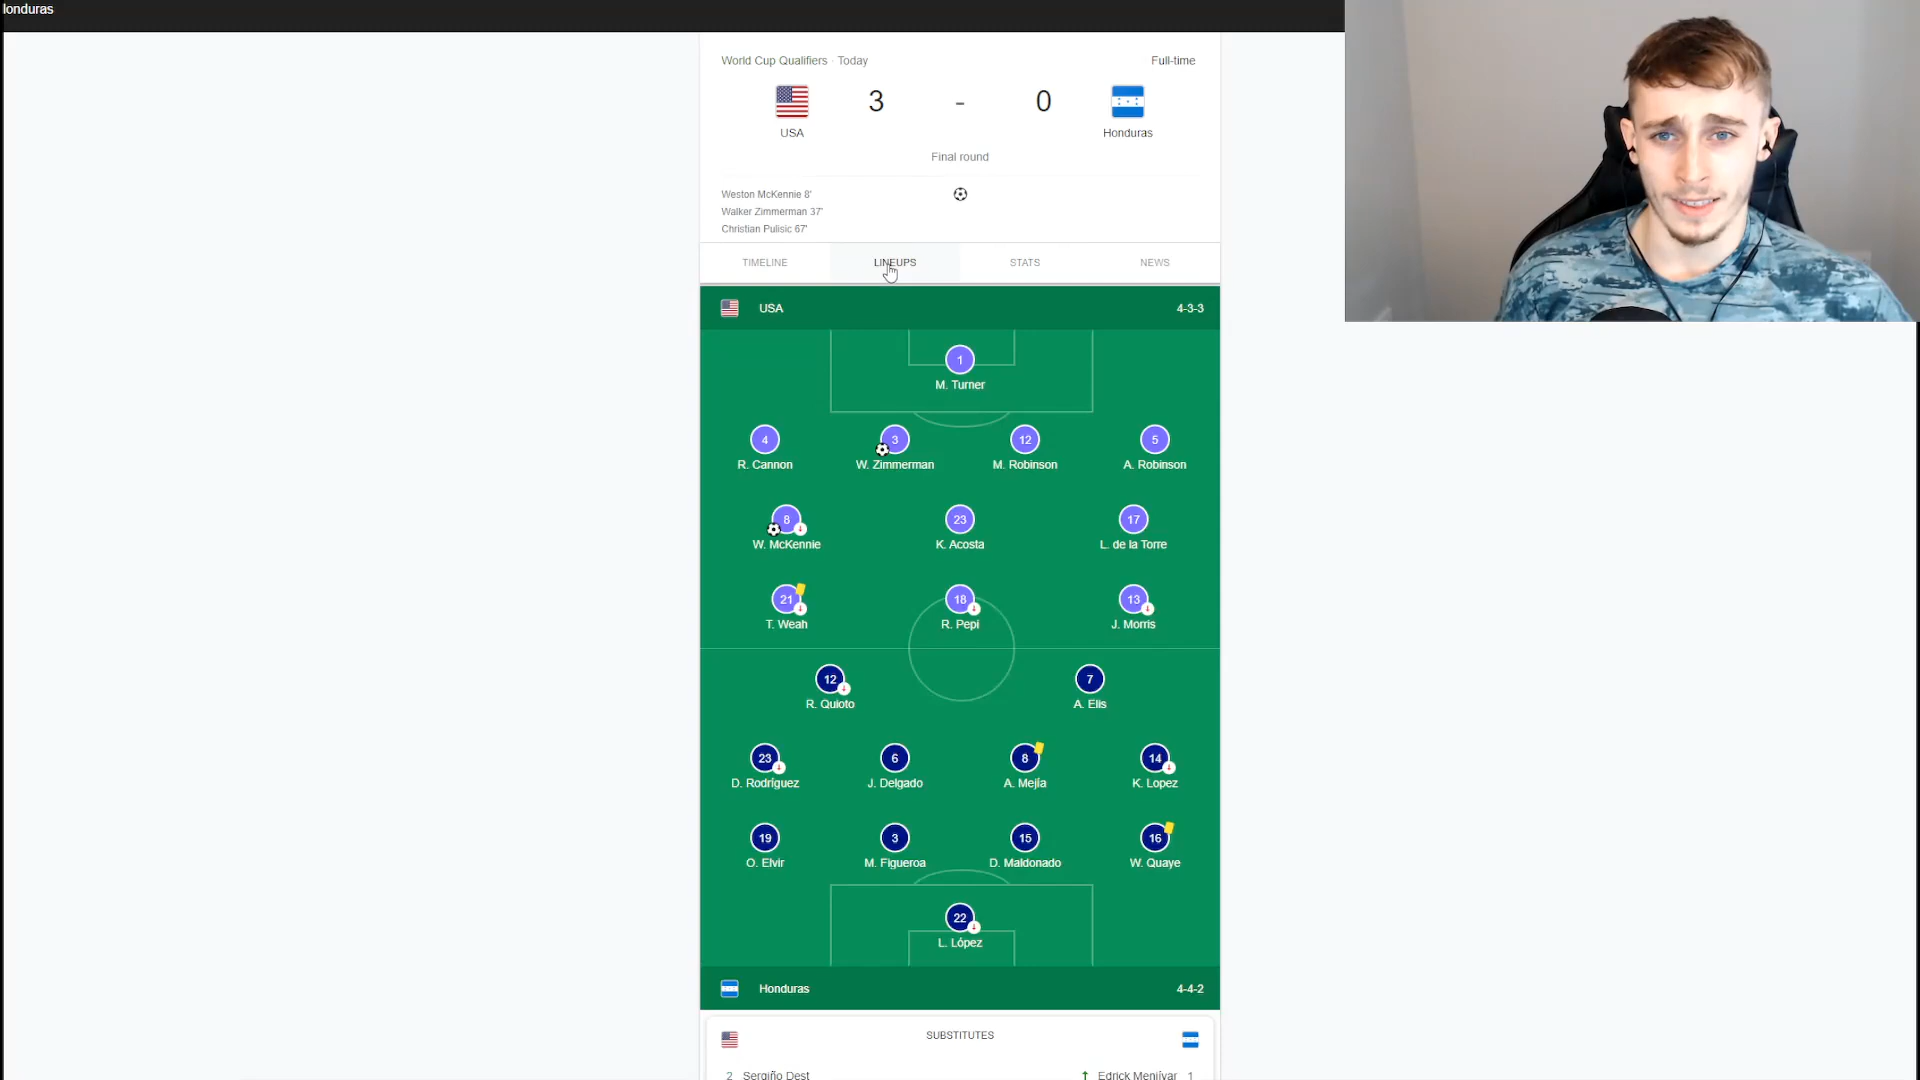 londuras
World Cup Qualifiers · Today
Full-time
3 - 0
USA
Honduras
Final round
Weston McKennie 8'
Walker Zimmerman 37'
Christian Pulisic 67'
TIMELINE LINEUPS STATS NEWS
USA 4-3-3
1
M. Turner
4 3 12 5
R. Cannon W. Zimmerman M. Robinson A. Robinson
8 23 17
W. McKennie K. Acosta L. de la Torre
21 18 13
T. Weah R. Pepi J. Morris
12 7
R. Quioto A. Elis
23 6 8 14
D. Rodríguez J. Delgado A. Mejía K. Lopez
19 3 15 16
O. Elvir M. Figueroa D. Maldonado W. Quaye
22
L. López
Honduras 4-4-2
SUBSTITUTES
2 Sergiño Dest Edrick Menjívar 1